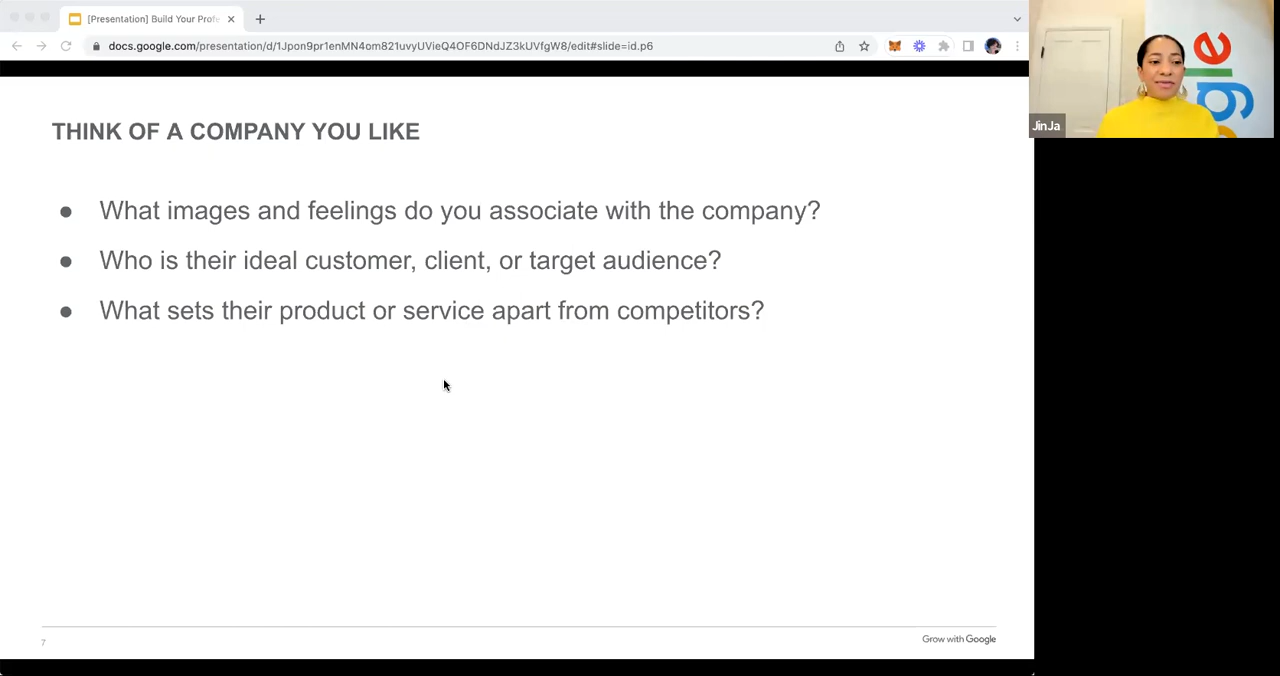 [Presentation] Build Your Profe
docs.google.com/presentation/d/1Jpon9pr1enMN4om821uvyUVieQ4OF6DNdJZ3kUVfgW8/edit#slide=id.p6
JinJa
THINK OF A COMPANY YOU LIKE
● What images and feelings do you associate with the company?
● Who is their ideal customer, client, or target audience?
● What sets their product or service apart from competitors?
7
Grow with Google